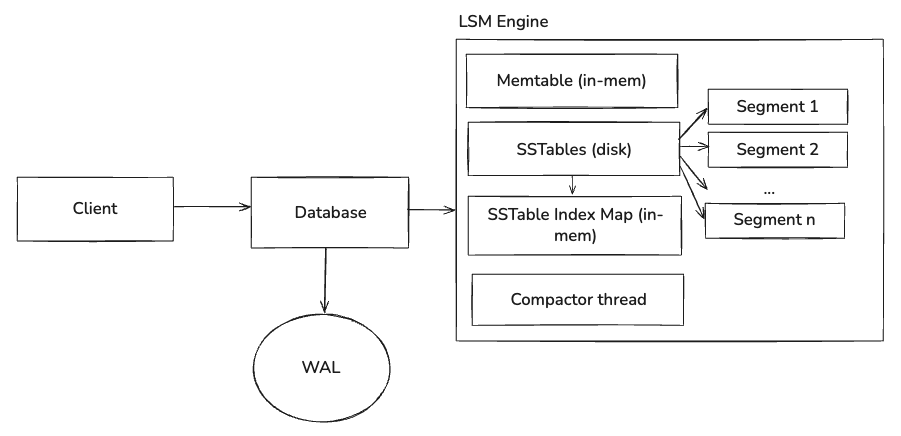 LSM Engine
Memtable (in-mem)
Segment 1
SSTables (disk)
Segment 2
...
Client
Database
SSTable Index Map (in-
mem)
Segment n
Compactor thread
WAL